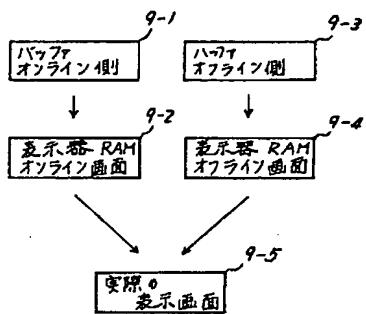 9-1
バッファ
オンライン側
9-3
ハッファ
オフライン側
9-2
表示器 RAM
オンライン画面
9-4
表示器 RAM
オフライン画面
9-5
実際の
表示画面